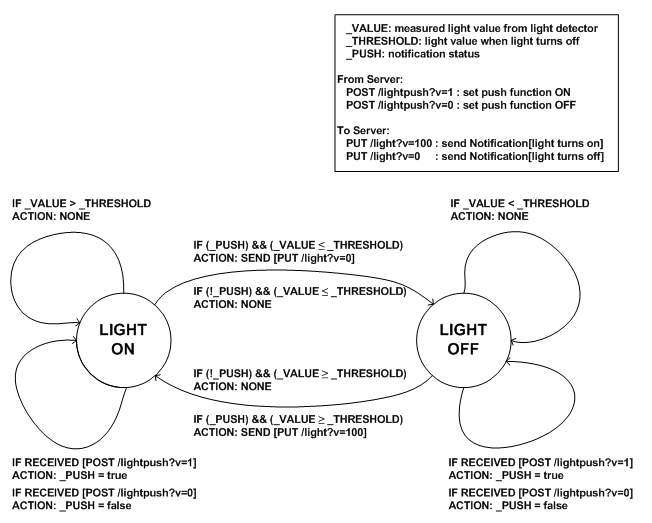 _VALUE: measured light value from light detector
_THRESHOLD: light value when light turns off
_PUSH: notification status
From Server:
POST /lightpush?v=1 : set push function ON
POST /lightpush?v=0 : set push function OFF
To Server:
PUT /light?v=100 : send Notification[light turns on]
PUT /light?v=0 : send Notification[light turns off]
IF _VALUE > _THRESHOLD
ACTION: NONE
IF _VALUE < _THRESHOLD
ACTION: NONE
IF (_PUSH) && (_VALUE ≤ _THRESHOLD)
ACTION: SEND [PUT /light?v=0]
IF (!_PUSH) && (_VALUE ≤ _THRESHOLD)
ACTION: NONE
LIGHT
ON
LIGHT
OFF
IF (!_PUSH) && (_VALUE ≥ _THRESHOLD)
ACTION: NONE
IF (_PUSH) && (_VALUE ≥ _THRESHOLD)
ACTION: SEND [PUT /light?v=100]
IF RECEIVED [POST /lightpush?v=1]
ACTION: _PUSH = true
IF RECEIVED [POST /lightpush?v=0]
ACTION: _PUSH = false
IF RECEIVED [POST /lightpush?v=1]
ACTION: _PUSH = true
IF RECEIVED [POST /lightpush?v=0]
ACTION: _PUSH = false